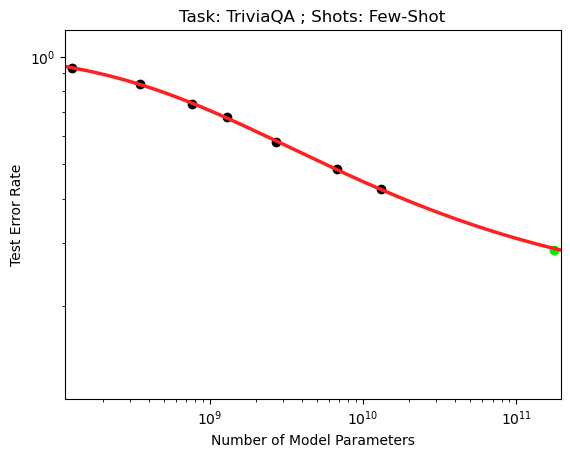 Task: TriviaQA ; Shots: Few-Shot
10⁰
Test Error Rate
10⁹ 10¹⁰ 10¹¹
Number of Model Parameters